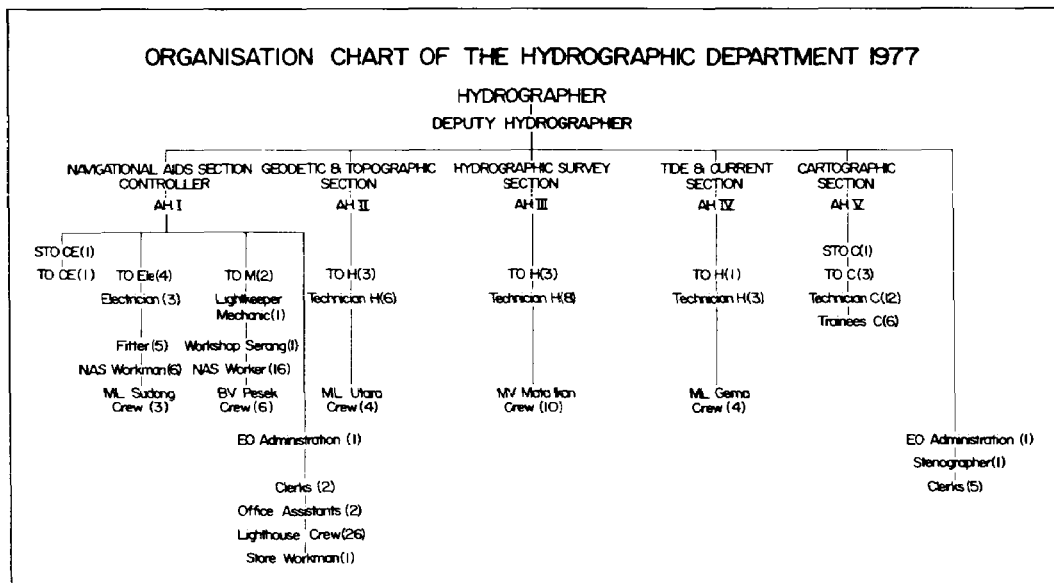 ORGANISATION CHART OF THE HYDROGRAPHIC DEPARTMENT 1977
HYDROGRAPHER
DEPUTY HYDROGRAPHER
NAVIGATIONAL AIDS SECTION
CONTROLLER
AH I
GEODETIC & TOPOGRAPHIC
SECTION
AH II
HYDROGRAPHIC SURVEY
SECTION
AH III
TIDE & CURRENT
SECTION
AH IV
CARTOGRAPHIC
SECTION
AH V
STO CE(1)
TO CE(1)
TO Ele(4)
Electrician (3)
Fitter (5)
NAS Workman(6)
ML Sudong
Crew (3)
TO M(2)
Lightkeeper
Mechanic(1)
Workshop Serang(1)
NAS Worker(16)
BV Pesek
Crew (6)
EO Administration (1)
Clerks (2)
Office Assistants (2)
Lighthouse Crew(26)
Store Workman(1)
TO H(3)
Technician H(6)
ML Utara
Crew (4)
TO H(3)
Technician H(8)
MV Mata Ikan
Crew (10)
TO H(1)
Technician H(3)
ML Gema
Crew (4)
STO C(1)
TO C(3)
Technician C(12)
Trainees C(6)
EO Administration (1)
Stenographer(1)
Clerks(5)